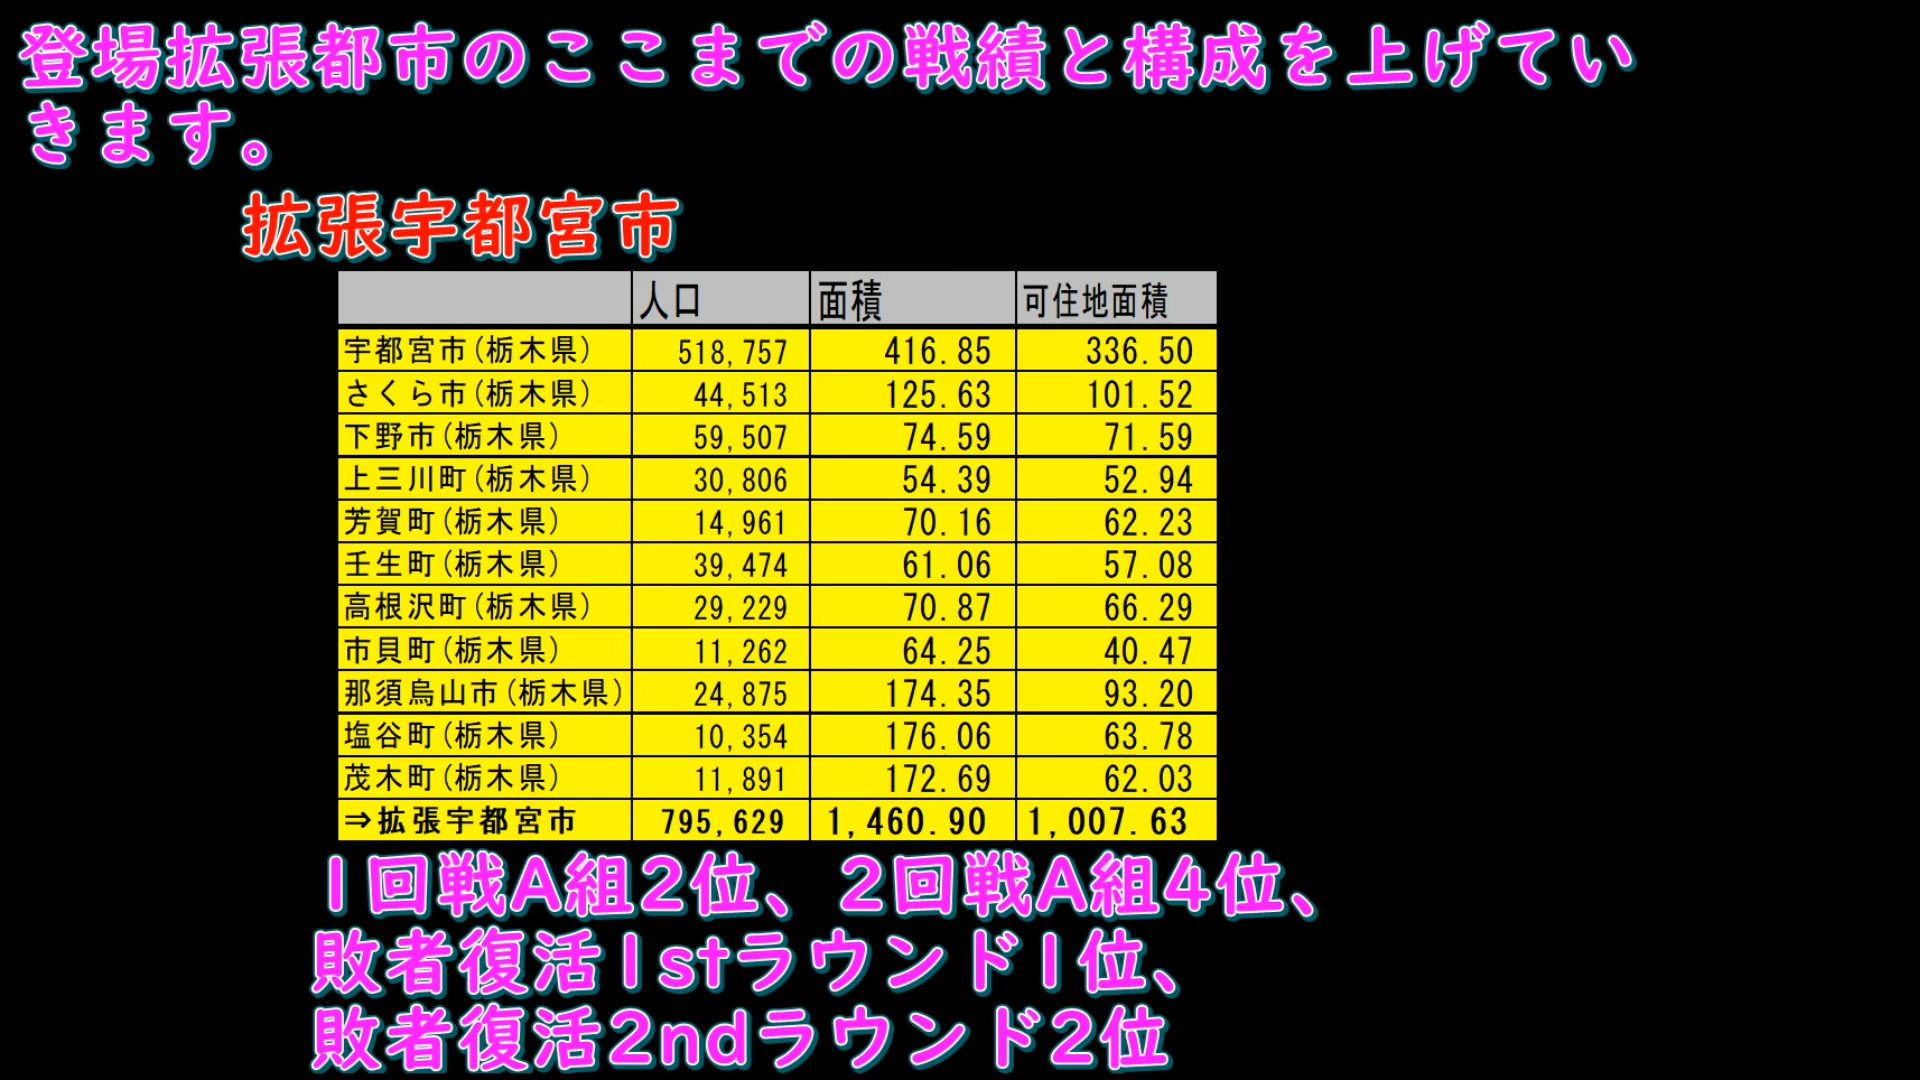 登場拡張都市のここまでの戦績と構成を上げてい
きます。
拡張宇都宮市
人口 面積 可住地面積
宇都宮市(栃木県) 518,757 416.85 336.50
さくら市(栃木県) 44,513 125.63 101.52
下野市(栃木県) 59,507 74.59 71.59
上三川町(栃木県) 30,806 54.39 52.94
芳賀町(栃木県) 14,961 70.16 62.23
壬生町(栃木県) 39,474 61.06 57.08
高根沢町(栃木県) 29,229 70.87 66.29
市貝町(栃木県) 11,262 64.25 40.47
那須烏山市(栃木県) 24,875 174.35 93.20
塩谷町(栃木県) 10,354 176.06 63.78
茂木町(栃木県) 11,891 172.69 62.03
⇒拡張宇都宮市 795,629 1,460.90 1,007.63
1回戦A組2位、2回戦A組4位、
敗者復活1stラウンド1位、
敗者復活2ndラウンド2位